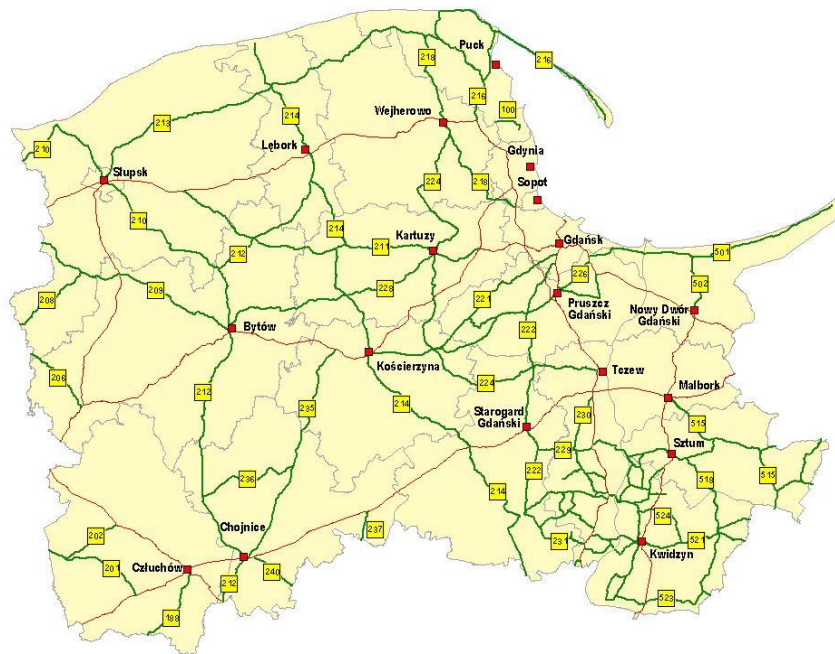 Puck
216
218
216
100
213
214
Wejherowo
210
Lębork
Gdynia
Słupsk
224
218
Sopot
210
214
211
Kartuzy
Gdańsk
212
501
226
208
209
228
221
502
Pruszcz
Gdański
Nowy Dwór
Gdański
Bytów
222
Kościerzyna
206
224
Tczew
212
235
214
Malbork
Starogard
Gdański
230
515
Sztum
229
222
236
214
518
515
202
Chojnice
237
524
201
231
521
Człuchów
Kwidzyn
212
240
188
523